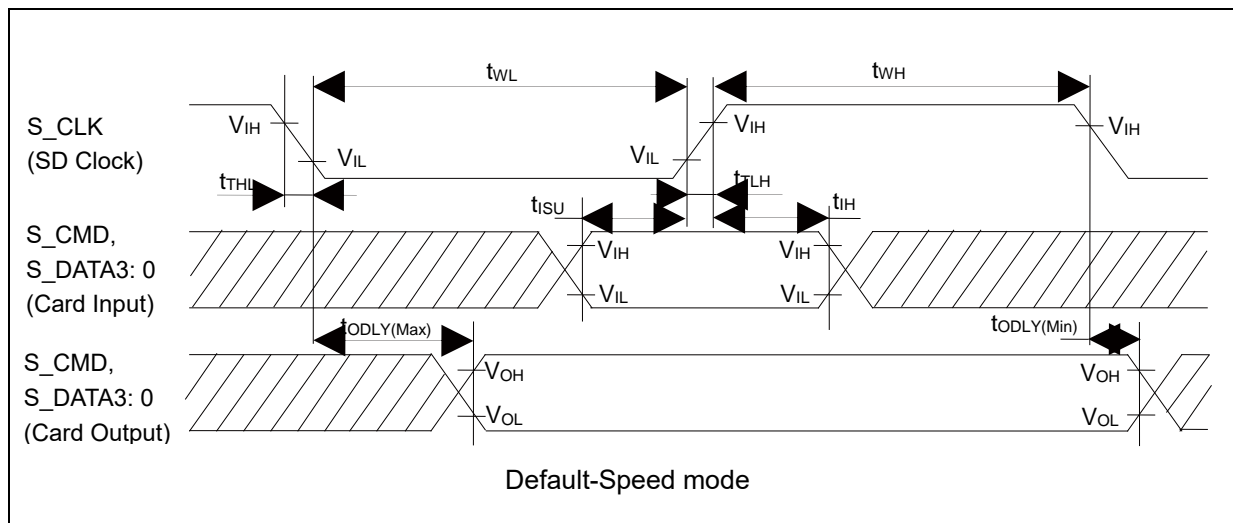 tWL
tWH
S_CLK
(SD Clock)
VIH
VIL
VIL
VIH
VIH
tTHL
tTLH
tISU
tIH
S_CMD,
S_DATA3: 0
(Card Input)
VIH
VIL
VIH
VIL
tODLY(Max)
tODLY(Min)
S_CMD,
S_DATA3: 0
(Card Output)
VOH
VOL
VOH
VOL
Default-Speed mode